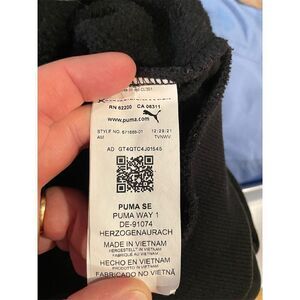 RN 62200 CA 06311
www.puma.com
STYLE NO. 671688-01 12/29/21
AM TVNWV
AD GT4QTC4J01545
PUMA SE
PUMA WAY 1
DE-91074
HERZOGENAURACH
MADE IN VIETNAM
HERGESTELLT IN VIETNAM
FABRIQUÉ AU VIETNAM
HECHO EN VIETNAM
PRODOTTO IN VIETNAM
FABRICADO NO VIETNÃ